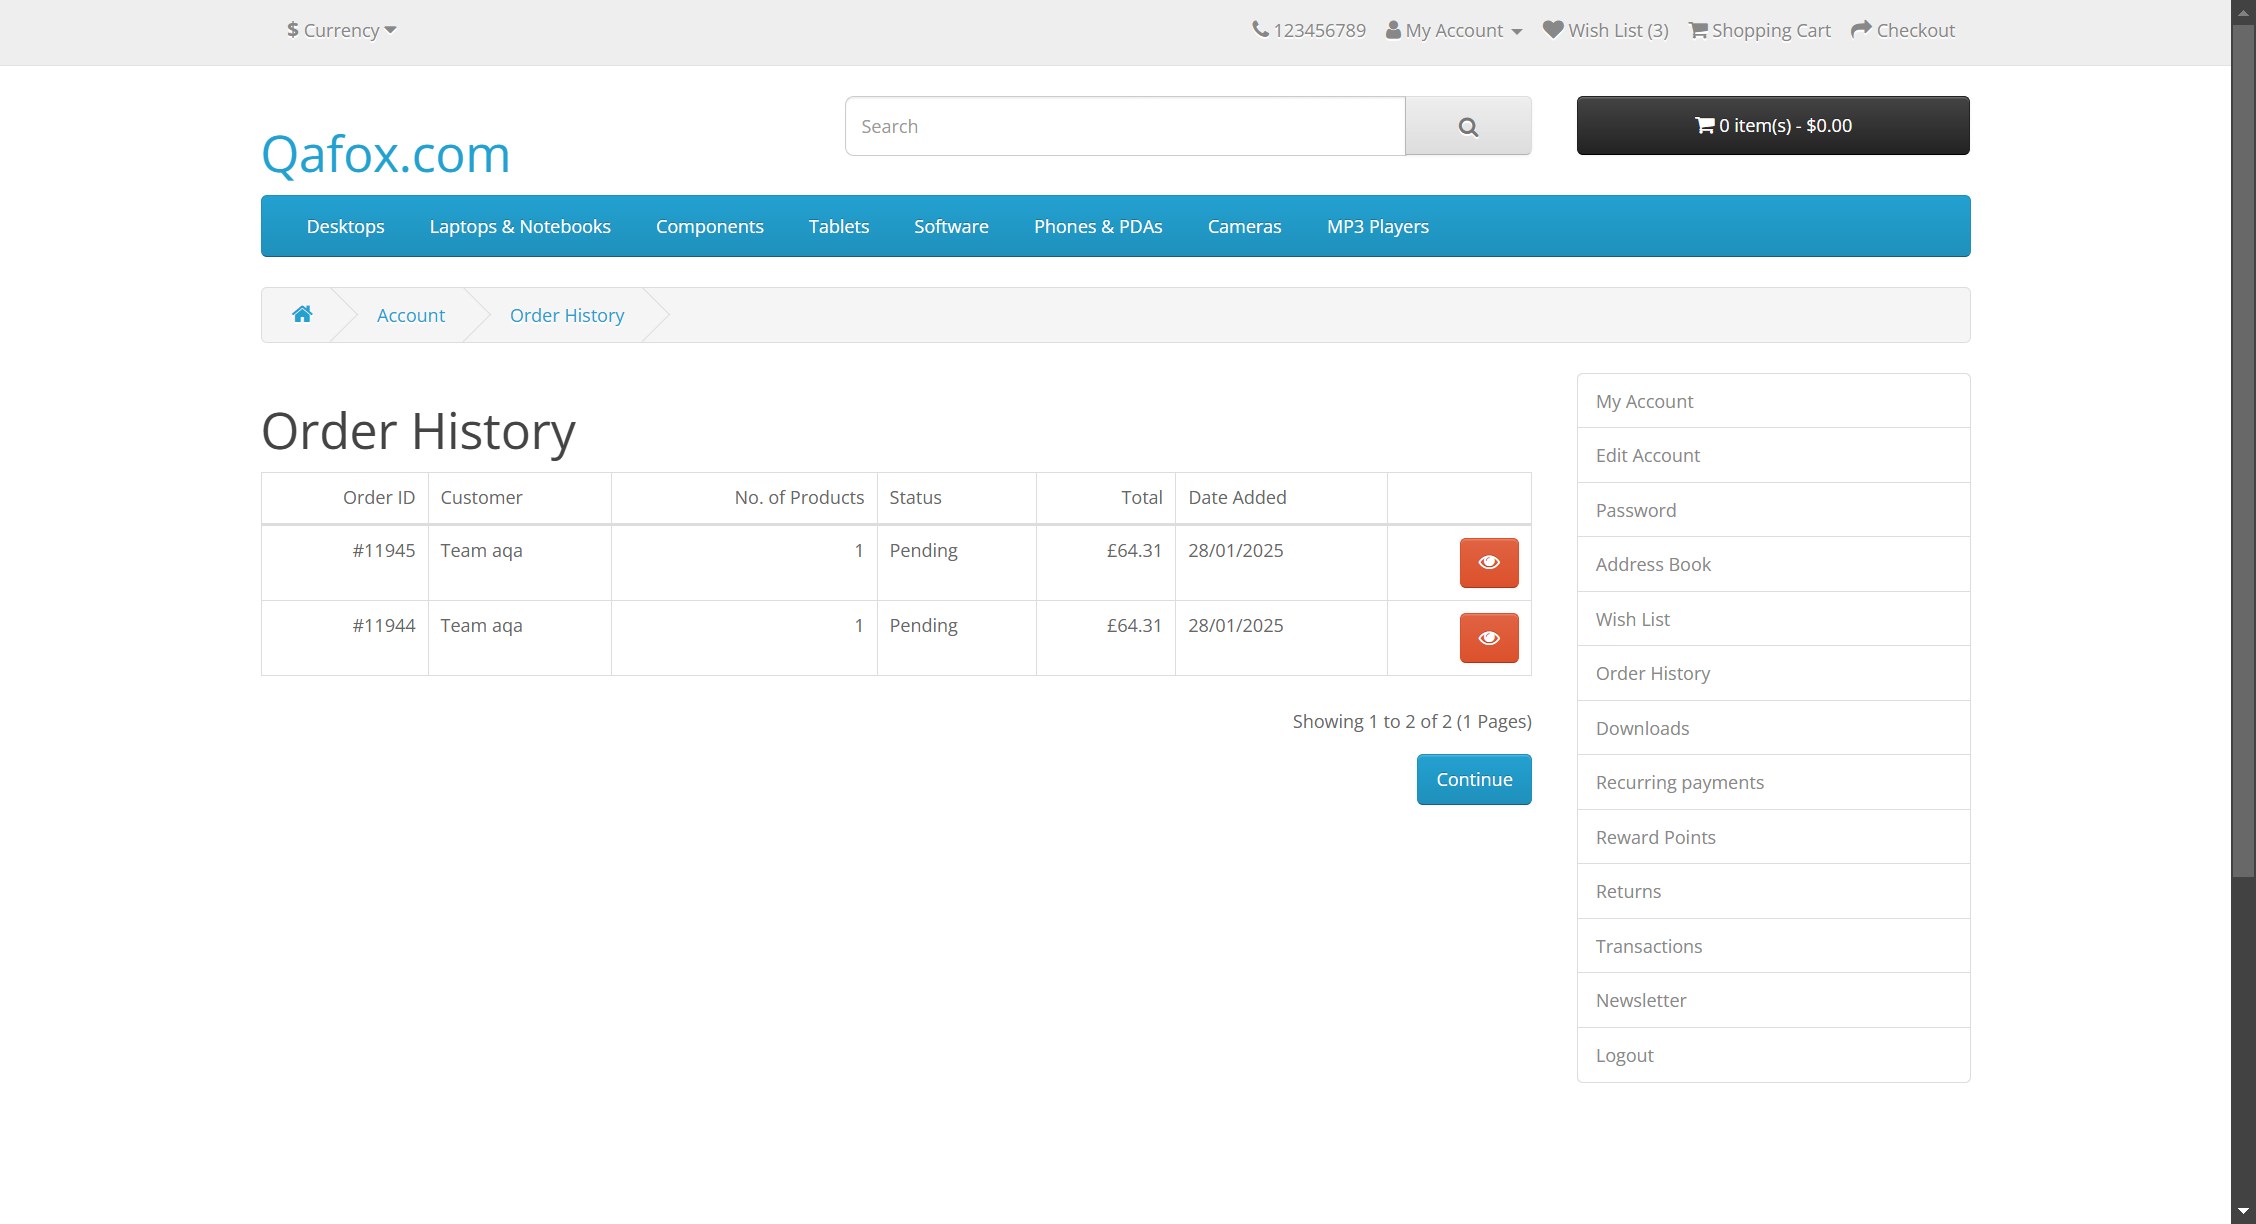 $ Currency
123456789 My Account Wish List (3) Shopping Cart Checkout
Qafox.com
Search
0 item(s) - $0.00
Desktops Laptops & Notebooks Components Tablets Software Phones & PDAs Cameras MP3 Players
Account Order History
Order History
Order ID Customer No. of Products Status Total Date Added
#11945 Team aqa 1 Pending £64.31 28/01/2025
#11944 Team aqa 1 Pending £64.31 28/01/2025
Showing 1 to 2 of 2 (1 Pages)
Continue
My Account
Edit Account
Password
Address Book
Wish List
Order History
Downloads
Recurring payments
Reward Points
Returns
Transactions
Newsletter
Logout